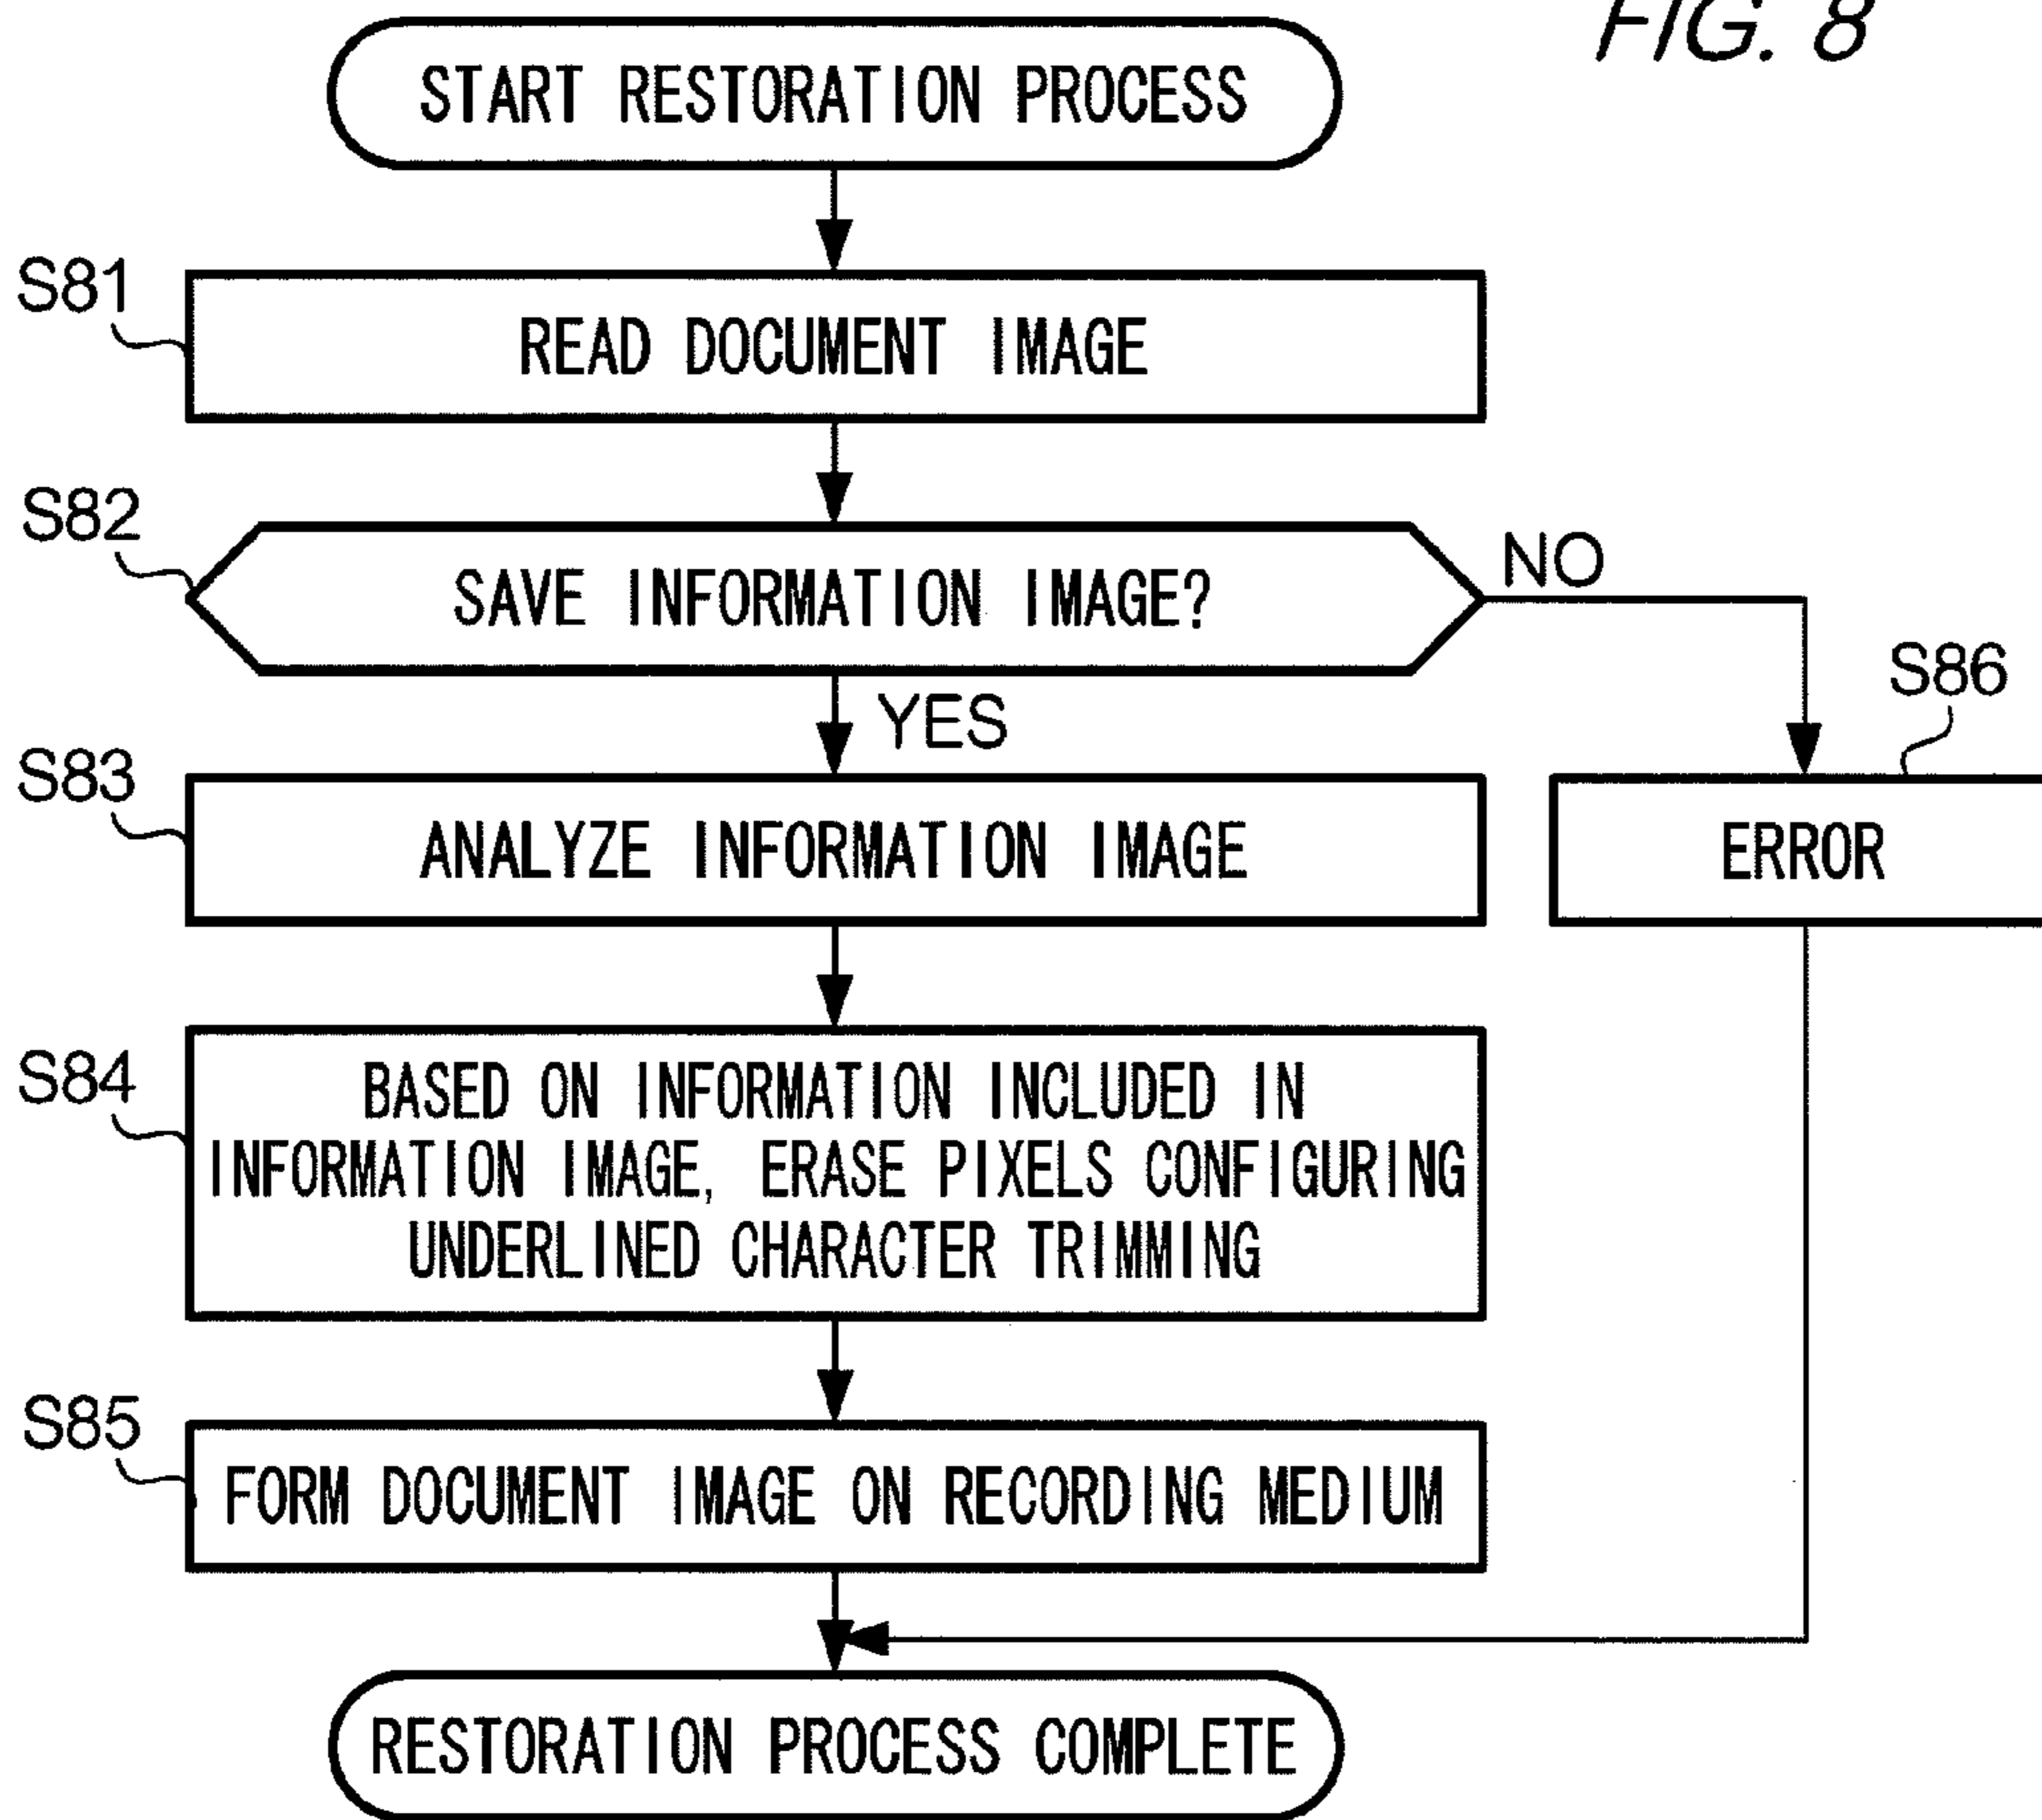 FIG. 8
START RESTORATION PROCESS
S81
READ DOCUMENT IMAGE
S82
SAVE INFORMATION IMAGE?
NO
YES
S86
S83
ANALYZE INFORMATION IMAGE
ERROR
S84
BASED ON INFORMATION INCLUDED IN
INFORMATION IMAGE, ERASE PIXELS CONFIGURING
UNDERLINED CHARACTER TRIMMING
S85
FORM DOCUMENT IMAGE ON RECORDING MEDIUM
RESTORATION PROCESS COMPLETE